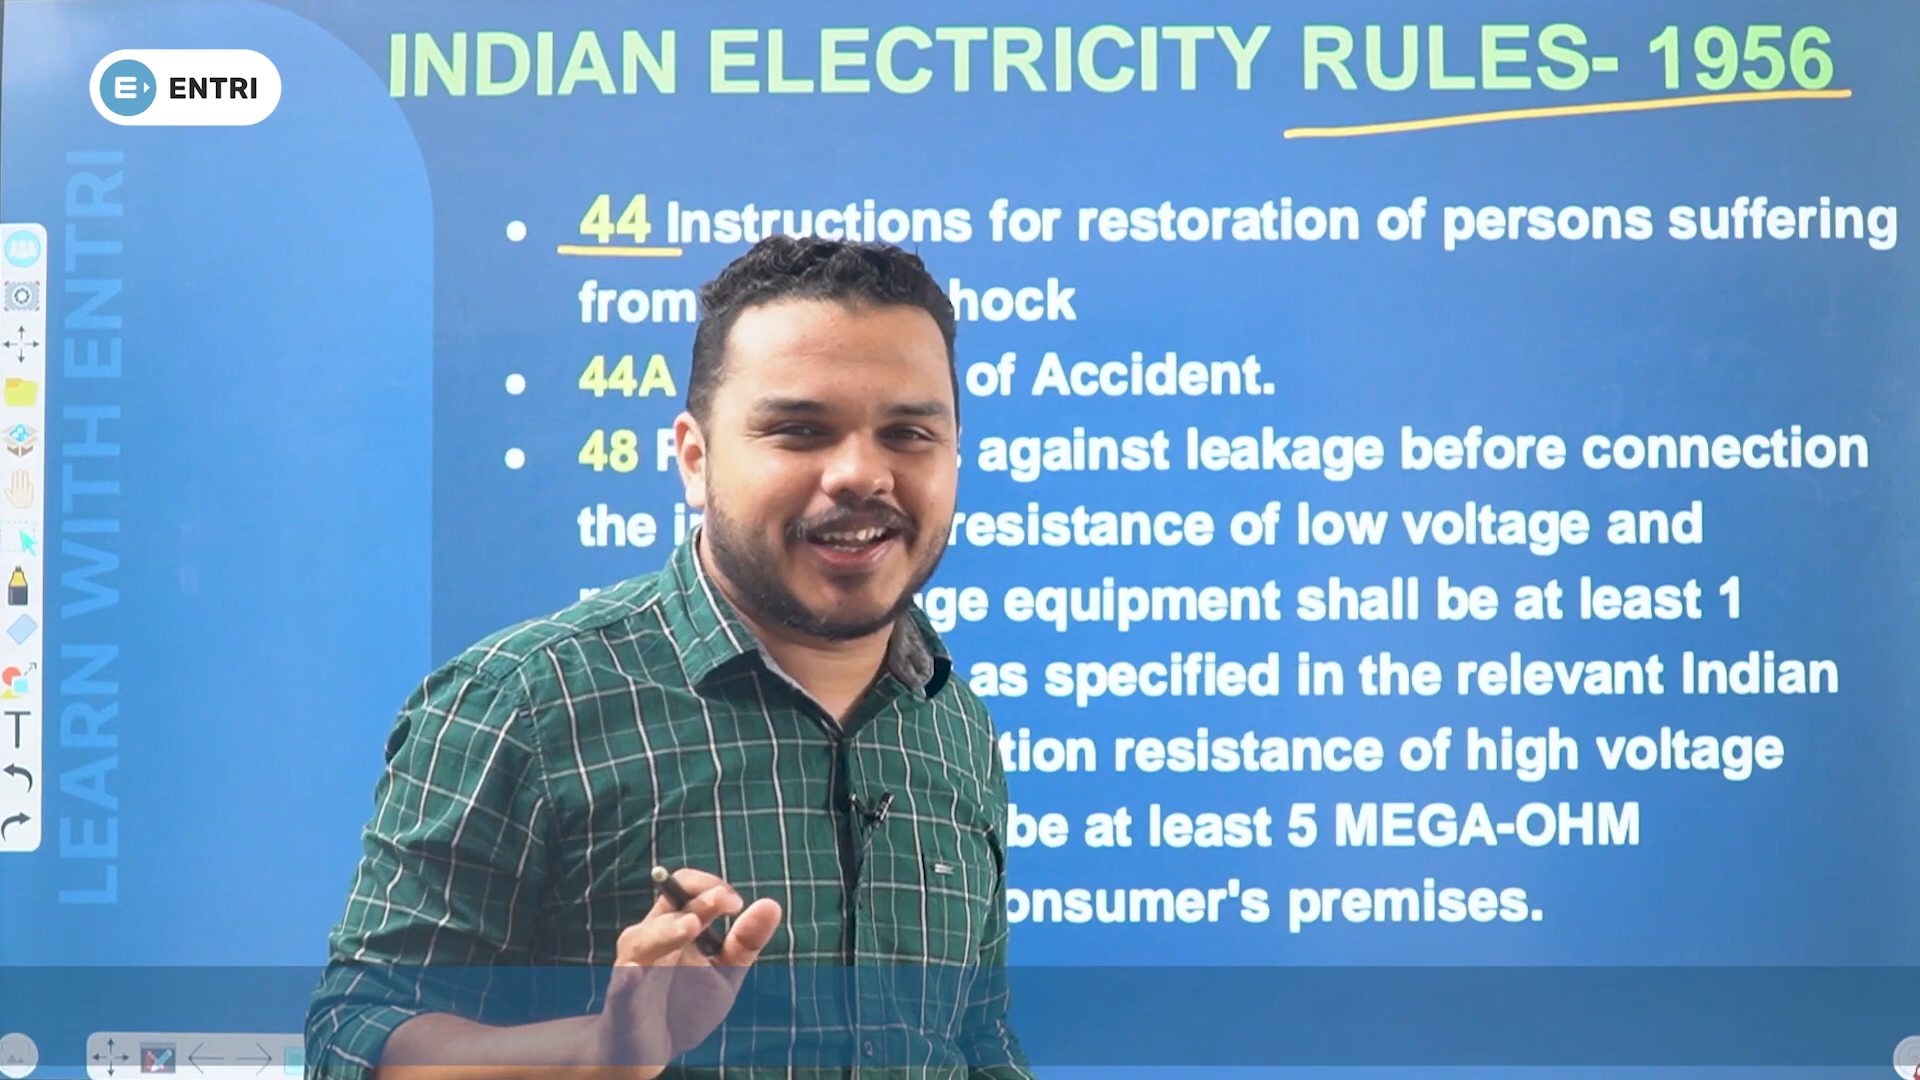 ENTRI
LEARN WITH ENTRI
INDIAN ELECTRICITY RULES- 1956
44 Instructions for restoration of persons suffering
from hock
44A of Accident.
48 against leakage before connection
the resistance of low voltage and
equipment shall be at least 1
as specified in the relevant Indian
resistance of high voltage
be at least 5 MEGA-OHM
onsumer's premises.